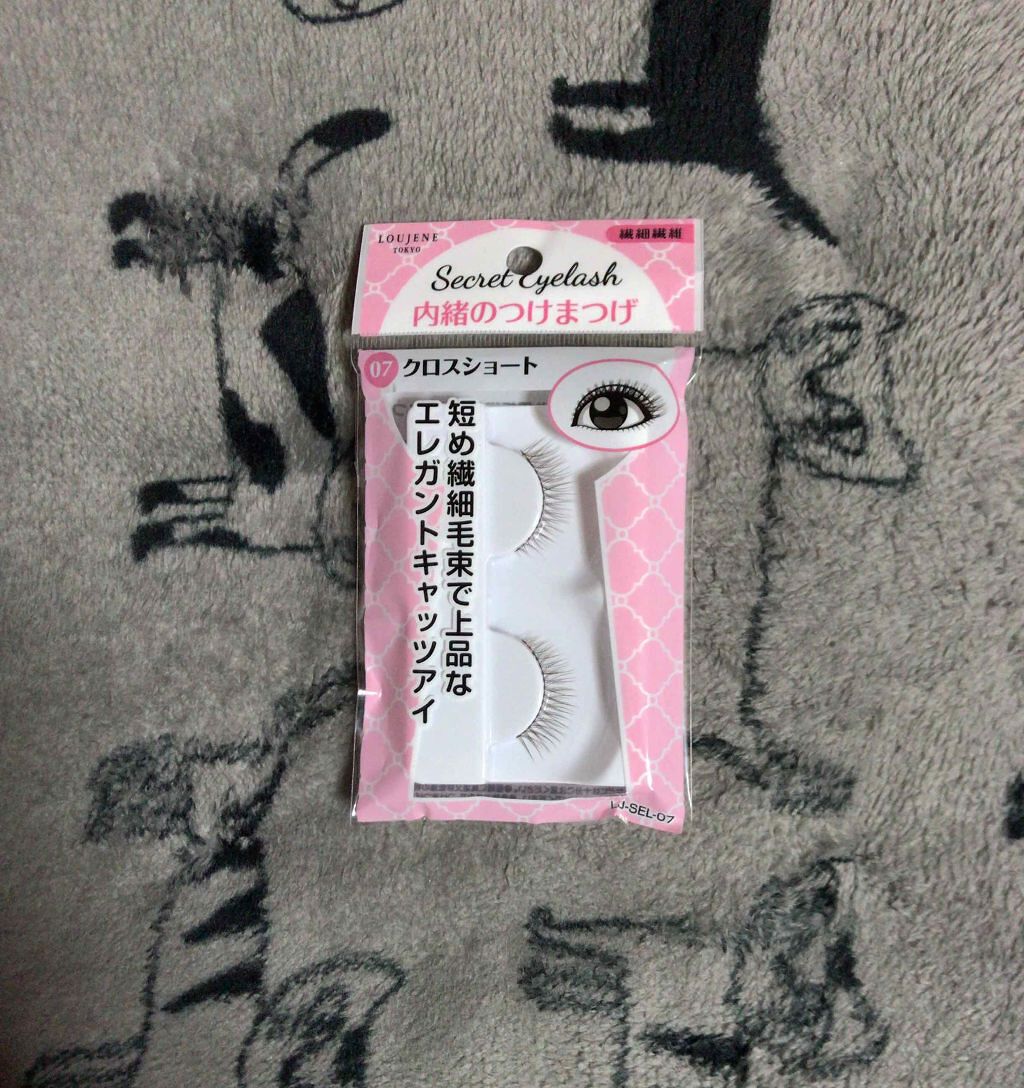 LOUJENE
TOKYO
繊細繊維
Secret Eyelash
内緒のつけまつげ
07 クロスショート
短め繊細毛束で上品な
エレガントキャッツアイ
LJ-SEL-07